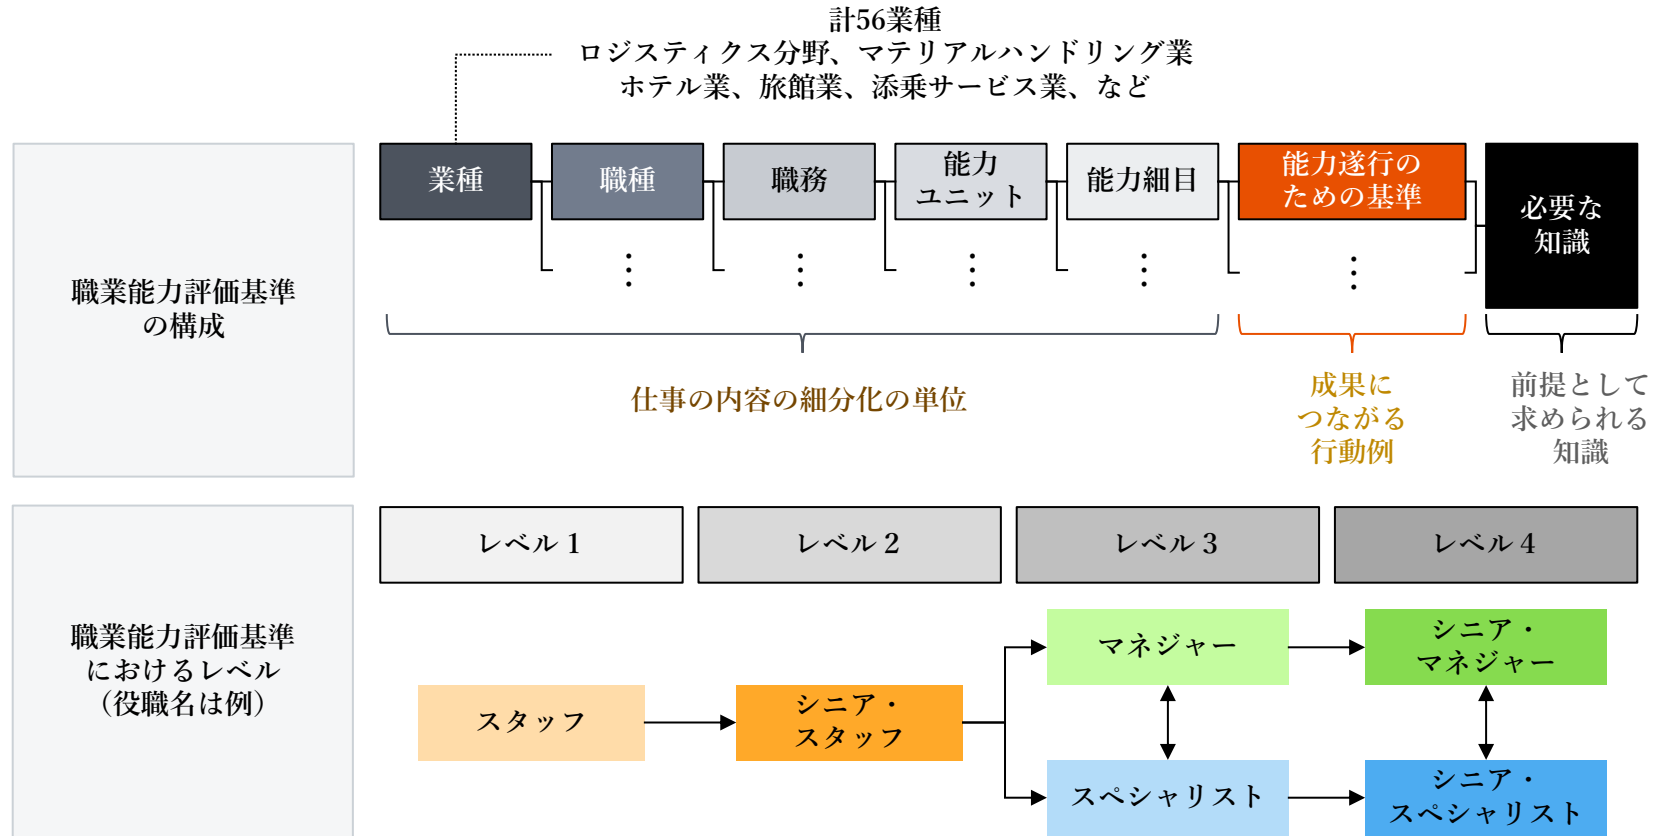 計56業種
ロジスティクス分野、マテリアルハンドリング業
ホテル業、旅館業、添乗サービス業、など
職業能力評価基準
の構成
業種
職種
職務
能力
ユニット
能力細目
能力遂行の
ための基準
必要な
知識
仕事の内容の細分化の単位
成果に
つながる
行動例
前提として
求められる
知識
職業能力評価基準
におけるレベル
（役職名は例）
レベル 1
レベル 2
レベル 3
レベル 4
スタッフ
シニア・
スタッフ
マネジャー
シニア・
マネジャー
スペシャリスト
シニア・
スペシャリスト